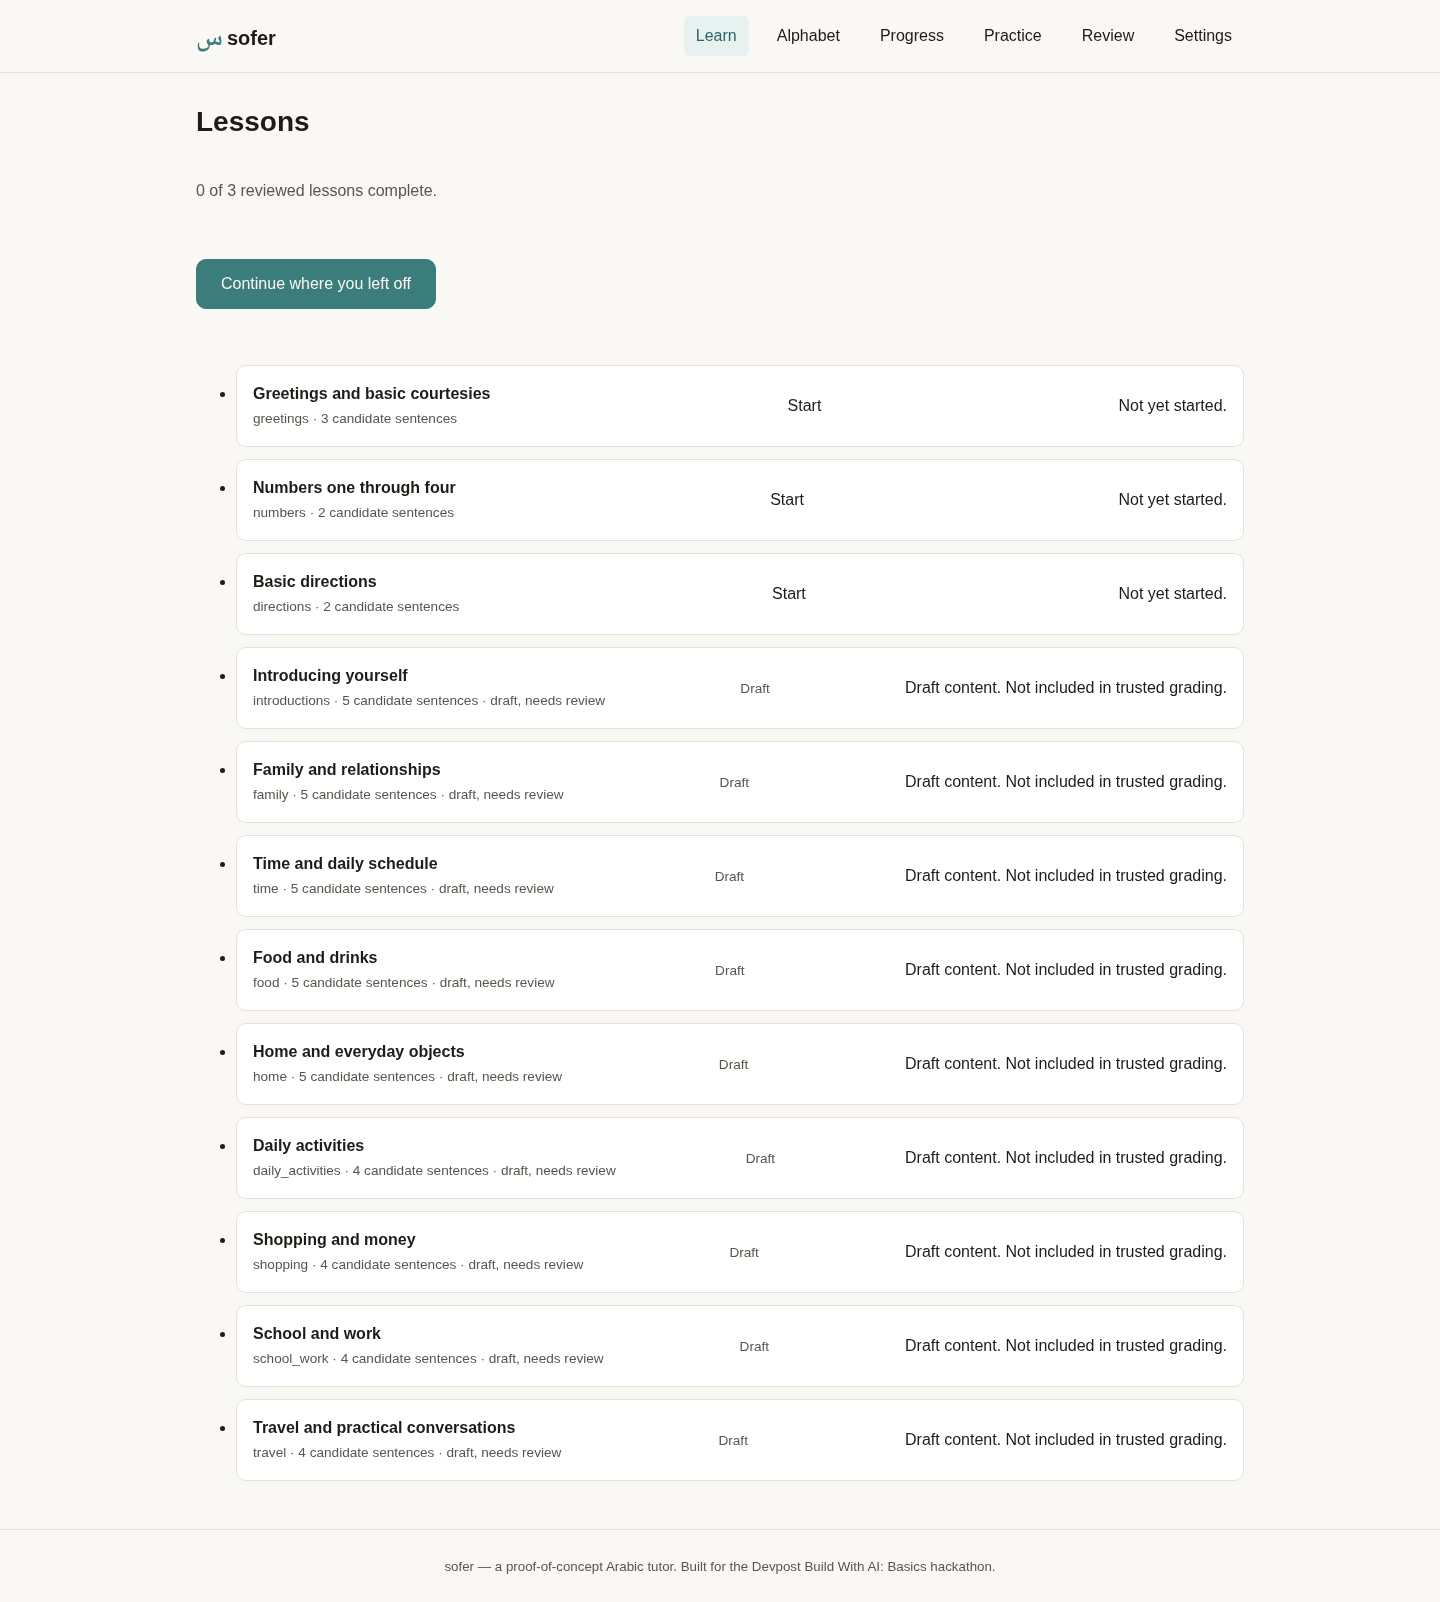 س sofer
Learn Alphabet Progress Practice Review Settings
Lessons
0 of 3 reviewed lessons complete.
Continue where you left off
Greetings and basic courtesies
greetings · 3 candidate sentences
Start
Not yet started.
Numbers one through four
numbers · 2 candidate sentences
Start
Not yet started.
Basic directions
directions · 2 candidate sentences
Start
Not yet started.
Introducing yourself
introductions · 5 candidate sentences · draft, needs review
Draft
Draft content. Not included in trusted grading.
Family and relationships
family · 5 candidate sentences · draft, needs review
Draft
Draft content. Not included in trusted grading.
Time and daily schedule
time · 5 candidate sentences · draft, needs review
Draft
Draft content. Not included in trusted grading.
Food and drinks
food · 5 candidate sentences · draft, needs review
Draft
Draft content. Not included in trusted grading.
Home and everyday objects
home · 5 candidate sentences · draft, needs review
Draft
Draft content. Not included in trusted grading.
Daily activities
daily_activities · 4 candidate sentences · draft, needs review
Draft
Draft content. Not included in trusted grading.
Shopping and money
shopping · 4 candidate sentences · draft, needs review
Draft
Draft content. Not included in trusted grading.
School and work
school_work · 4 candidate sentences · draft, needs review
Draft
Draft content. Not included in trusted grading.
Travel and practical conversations
travel · 4 candidate sentences · draft, needs review
Draft
Draft content. Not included in trusted grading.
sofer — a proof-of-concept Arabic tutor. Built for the Devpost Build With AI: Basics hackathon.